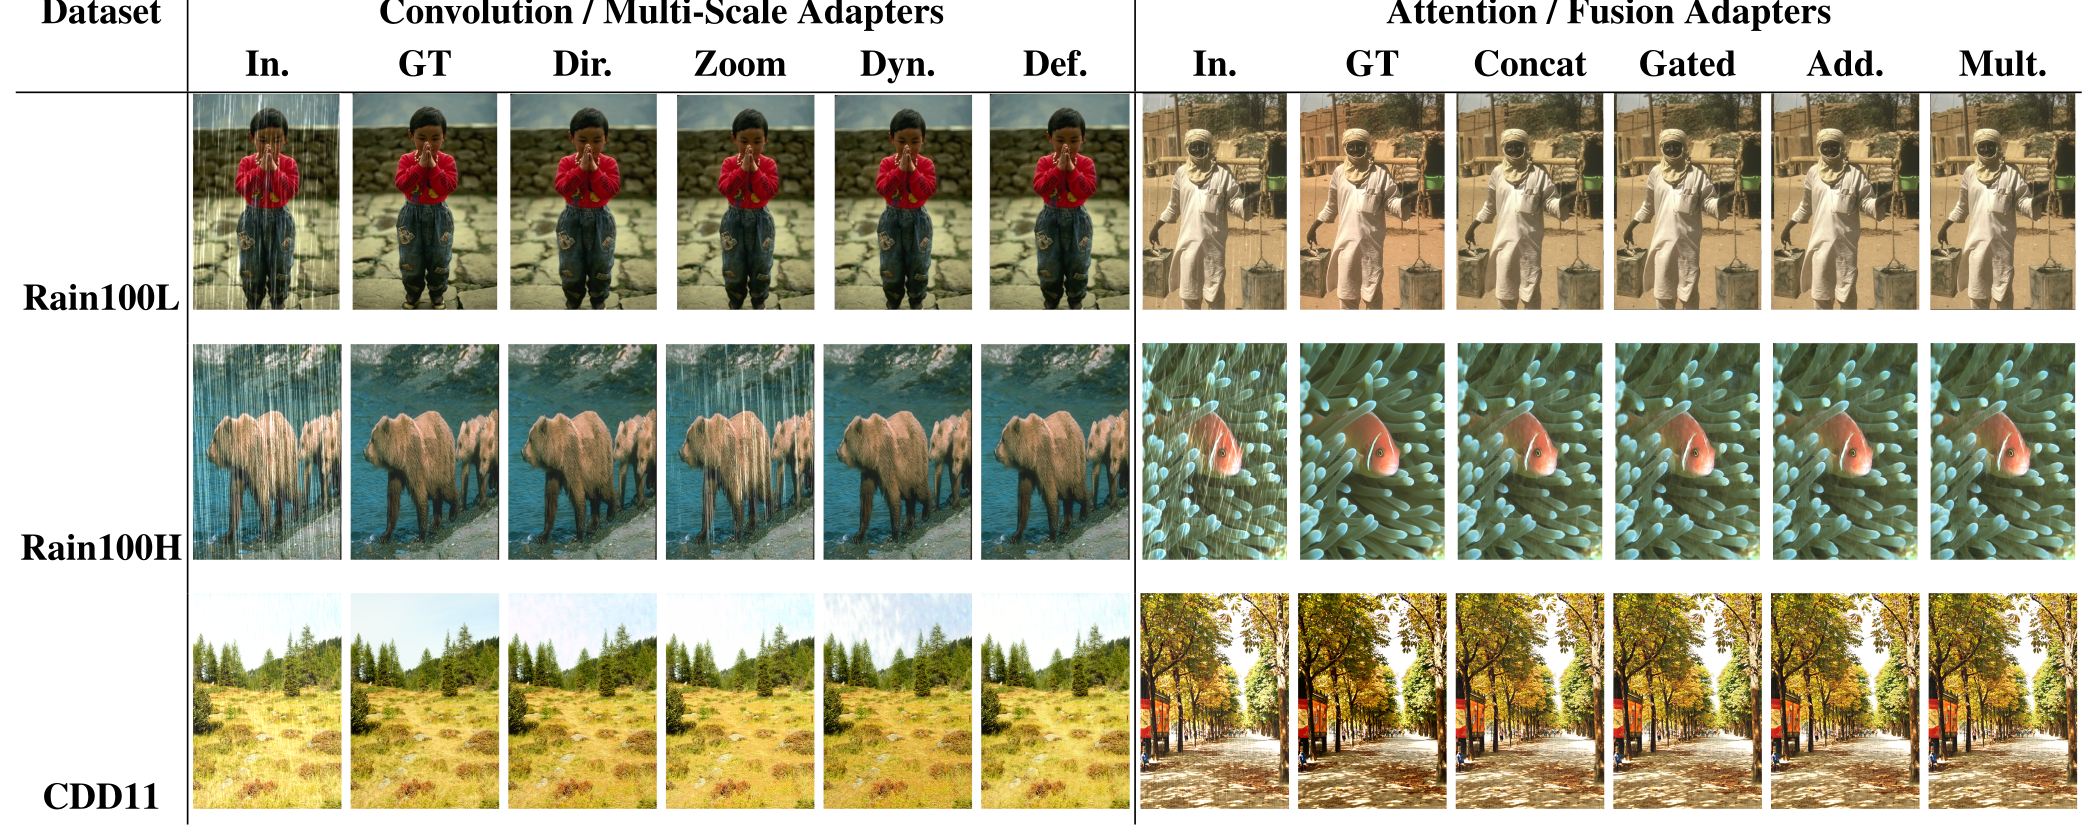 Dataset Convolution / Multi-Scale Adapters Attention / Fusion Adapters
In. GT Dir. Zoom Dyn. Def. In. GT Concat Gated Add. Mult.
Rain100L
Rain100H
CDD11